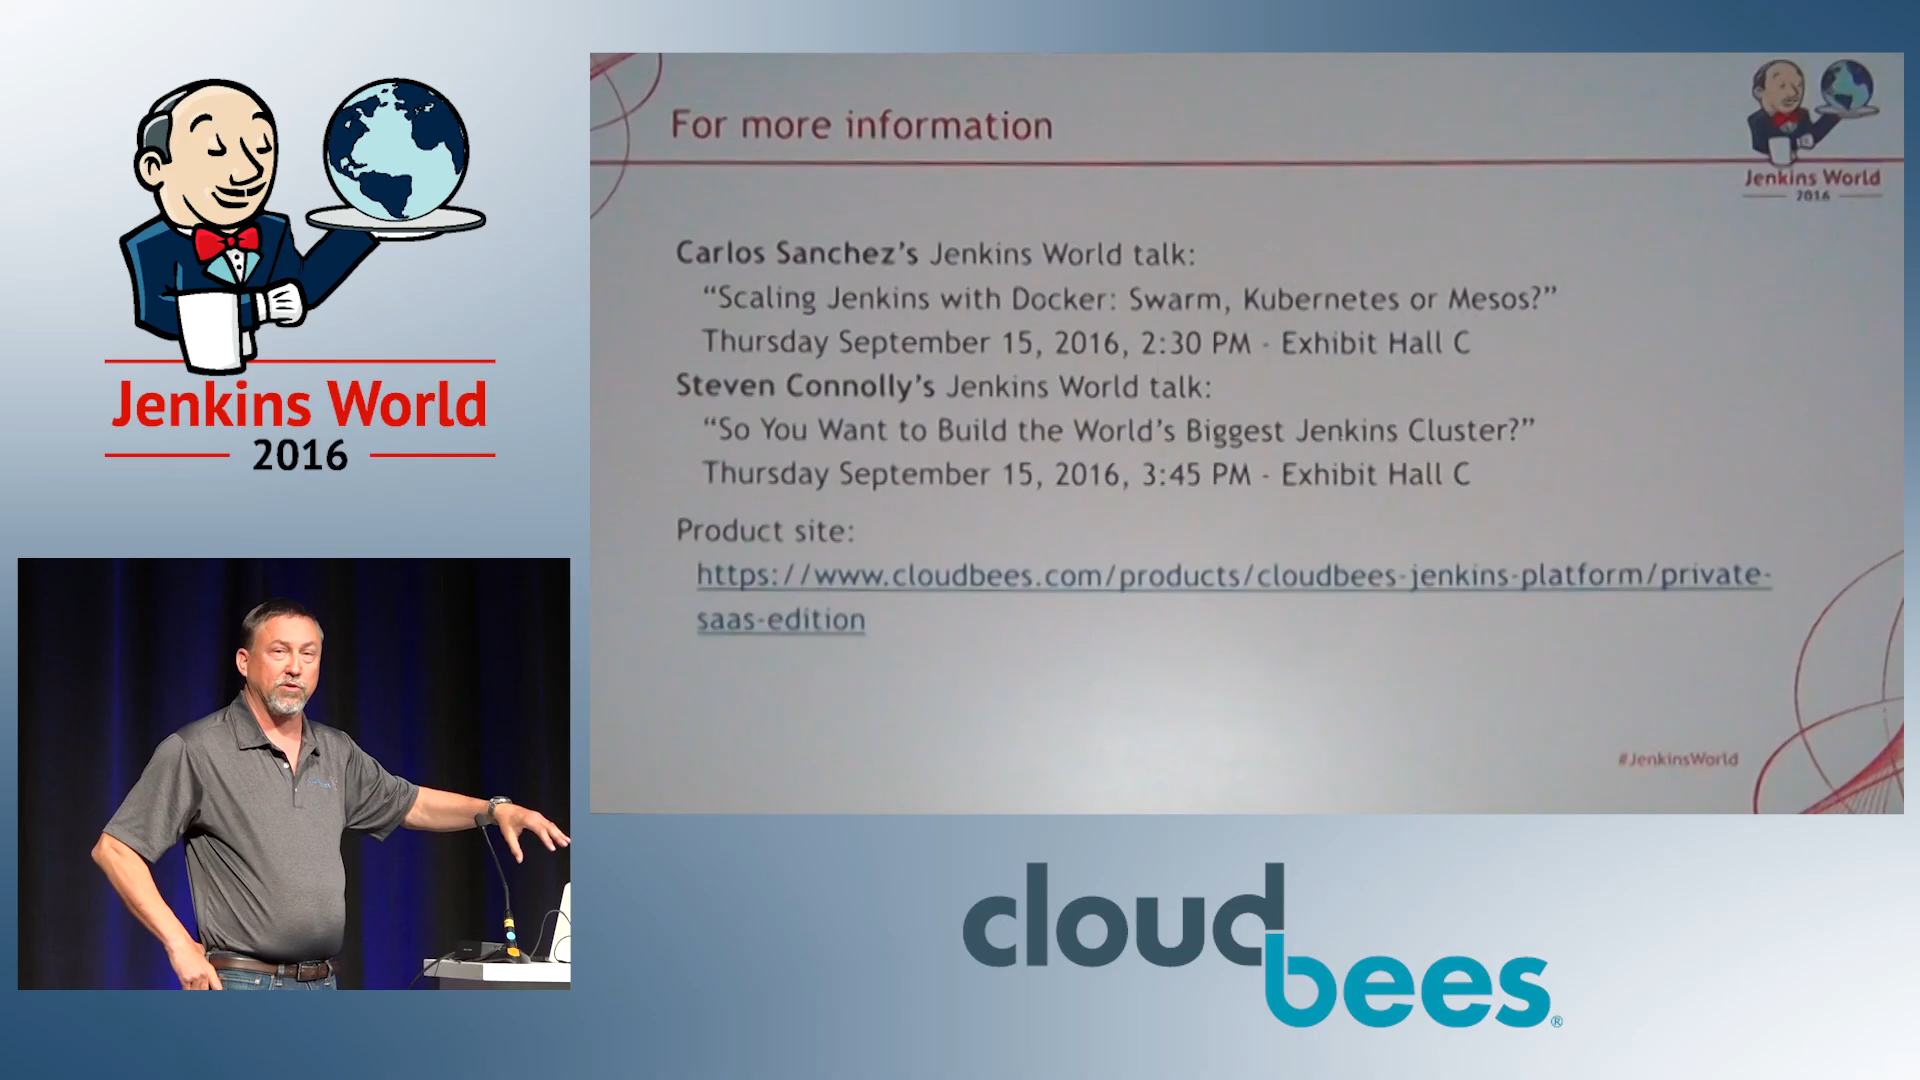 Jenkins World
2016
For more information
Jenkins World
2016
Carlos Sanchez’s Jenkins World talk:
“Scaling Jenkins with Docker: Swarm, Kubernetes or Mesos?”
Thursday September 15, 2016, 2:30 PM - Exhibit Hall C
Steven Connolly’s Jenkins World talk:
“So You Want to Build the World’s Biggest Jenkins Cluster?”
Thursday September 15, 2016, 3:45 PM - Exhibit Hall C
Product site:
https://www.cloudbees.com/products/cloudbees-jenkins-platform/private-
saas-edition
#JenkinsWorld
cloud
bees®